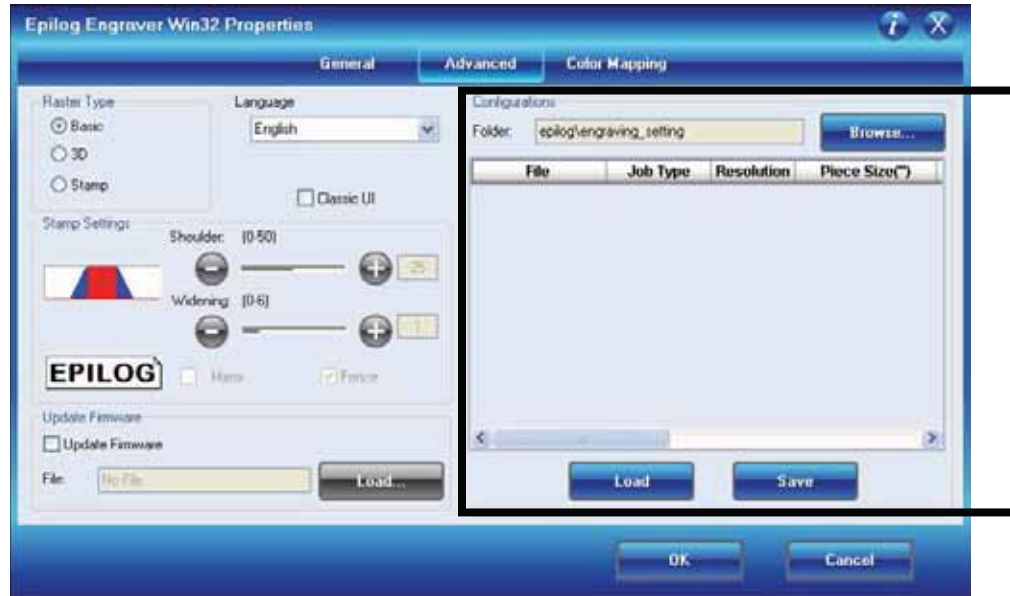 Epilog Engraver Win32 Properties
General Advanced Color Mapping
Raster Type
Basic
3D
Stamp
Language
English
Classic UI
Stamp Settings
Shoulder: (0-50)
25
Widening: (0-6)
1
EPILOG
Mirror Fence
Update Firmware
Update Firmware
File: No File
Load...
Configurations
Folder: epilog\engraving_setting Browse...
File Job Type Resolution Piece Size(")
Load Save
OK Cancel